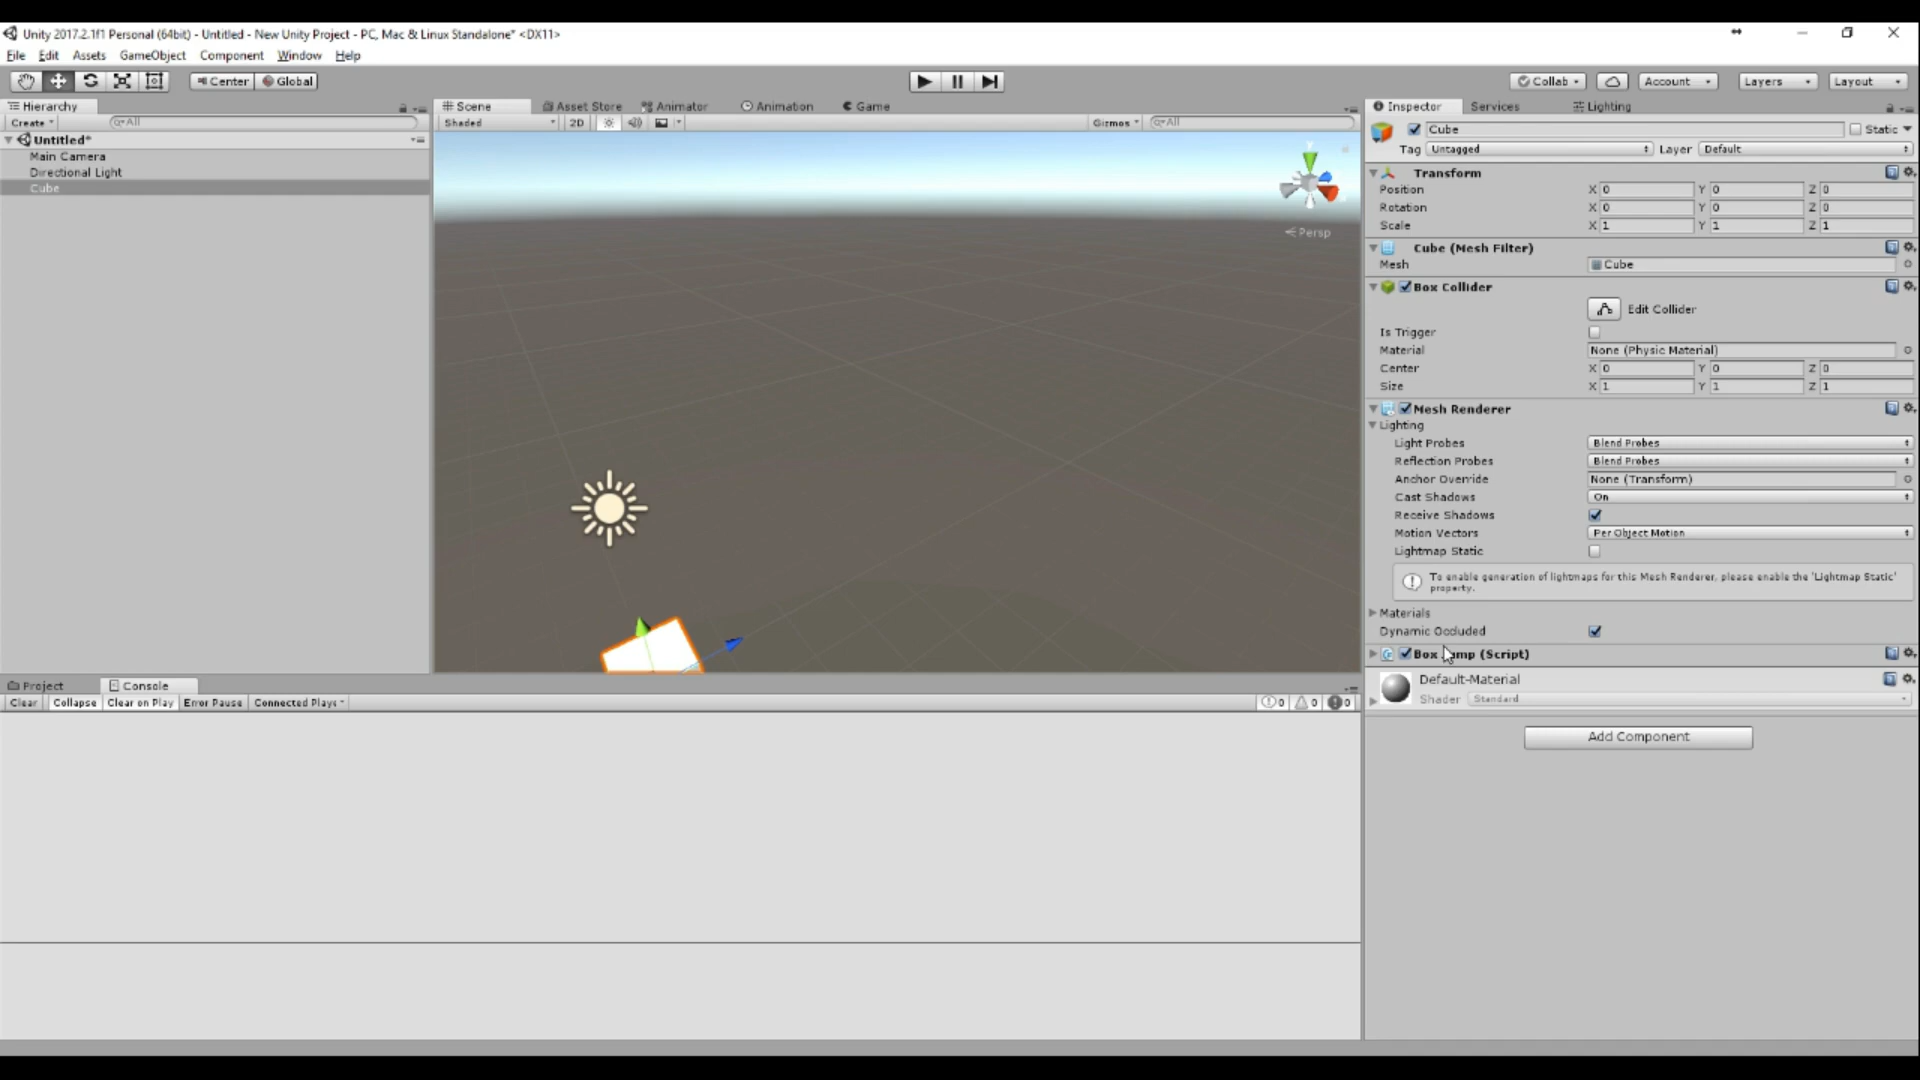 Unity 2017.2.1f1 Personal (64bit) - Untitled - New Unity Project - PC, Mac & Linux Standalone* <DX11>
File Edit Assets GameObject Component Window Help
Center Global Collab Account Layers Layout
Hierarchy
Create All
Untitled*
Main Camera
Directional Light
Cube
Scene Asset Store Animator Animation Game
Shaded 2D Gizmos All
Persp
Inspector Services Lighting
Cube Static
Tag Untagged Layer Default
Transform
Position X 0 Y 0 Z 0
Rotation X 0 Y 0 Z 0
Scale X 1 Y 1 Z 1
Cube (Mesh Filter)
Mesh Cube
Box Collider
Edit Collider
Is Trigger
Material None (Physic Material)
Center X 0 Y 0 Z 0
Size X 1 Y 1 Z 1
Mesh Renderer
Lighting
Light Probes Blend Probes
Reflection Probes Blend Probes
Anchor Override None (Transform)
Cast Shadows On
Receive Shadows
Motion Vectors Per Object Motion
Lightmap Static
To enable generation of lightmaps for this Mesh Renderer, please enable the 'Lightmap Static'
property.
Materials
Dynamic Occluded
Box (Script)
Default-Material
Shader Standard
Add Component
Project Console
Clear Collapse Clear on Play Error Pause Connected Playe 0 0 0